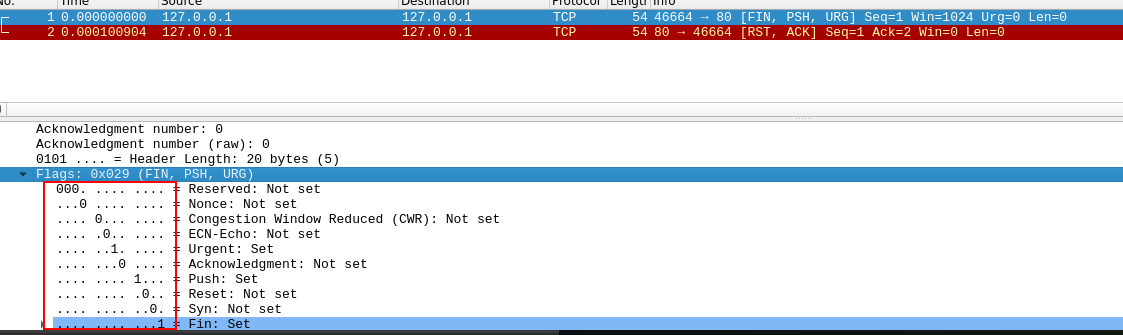 No. Time Source Destination Protocol Length Info
1 0.000000000 127.0.0.1 127.0.0.1 TCP 54 46664 → 80 [FIN, PSH, URG] Seq=1 Win=1024 Urg=0 Len=0
2 0.000100904 127.0.0.1 127.0.0.1 TCP 54 80 → 46664 [RST, ACK] Seq=1 Ack=2 Win=0 Len=0
Acknowledgment number: 0
Acknowledgment number (raw): 0
0101 .... = Header Length: 20 bytes (5)
Flags: 0x029 (FIN, PSH, URG)
000. .... .... = Reserved: Not set
...0 .... .... = Nonce: Not set
.... 0... .... = Congestion Window Reduced (CWR): Not set
.... .0.. .... = ECN-Echo: Not set
.... ..1. .... = Urgent: Set
.... ...0 .... = Acknowledgment: Not set
.... .... 1... = Push: Set
.... .... .0.. = Reset: Not set
.... .... ..0. = Syn: Not set
.... .... ...1 = Fin: Set